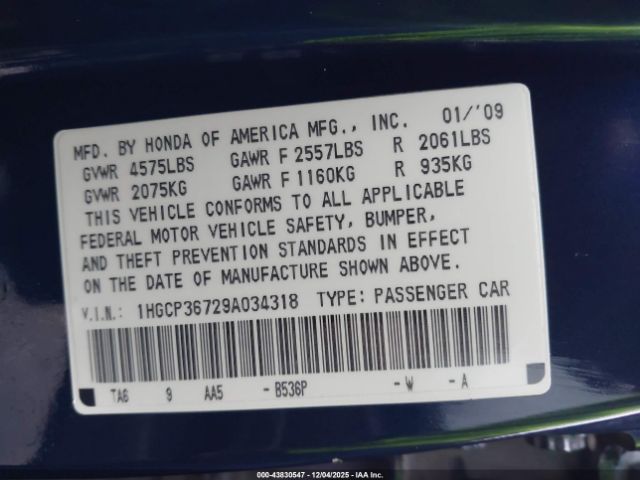 MFD. BY HONDA OF AMERICA MFG., INC. 01/'09
GVWR 4575LBS GAWR F 2557LBS R 2061LBS
GVWR 2075KG GAWR F 1160KG R 935KG
THIS VEHICLE CONFORMS TO ALL APPLICABLE
FEDERAL MOTOR VEHICLE SAFETY, BUMPER,
AND THEFT PREVENTION STANDARDS IN EFFECT
ON THE DATE OF MANUFACTURE SHOWN ABOVE.
V.I.N.: 1HGCP36729A034318 TYPE: PASSENGER CAR
TA6 9 AA5 -B536P -W -A
00-43830547 - 12/04/2025 - IAA Inc.